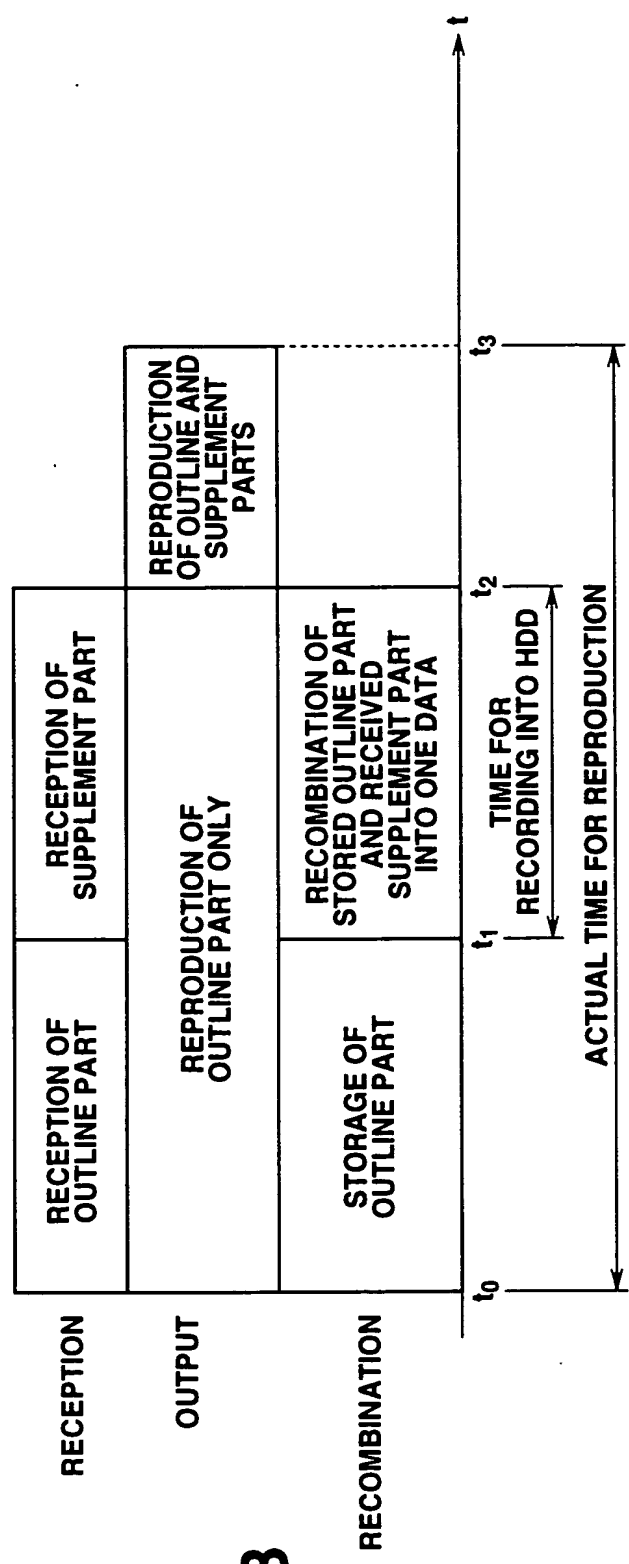 RECEPTION
RECEPTION OF
OUTLINE PART
RECEPTION OF
SUPPLEMENT PART
OUTPUT
REPRODUCTION OF
OUTLINE PART ONLY
REPRODUCTION
OF OUTLINE AND
SUPPLEMENT
PARTS
RECOMBINATION
STORAGE OF
OUTLINE PART
RECOMBINATION OF
STORED OUTLINE PART
AND RECEIVED
SUPPLEMENT PART
INTO ONE DATA
t0
t1
t2
t3
t
TIME FOR
RECORDING INTO HDD
ACTUAL TIME FOR REPRODUCTION